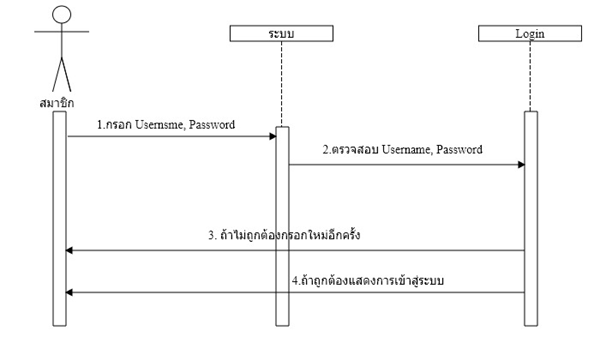 ระบบ
Login
สมาชิก
1.กรอก Usernsme, Password
2.ตรวจสอบ Username, Password
3. ถ้าไม่ถูกต้องกรอกใหม่อีกครั้ง
4.ถ้าถูกต้องแสดงการเข้าสู่ระบบ